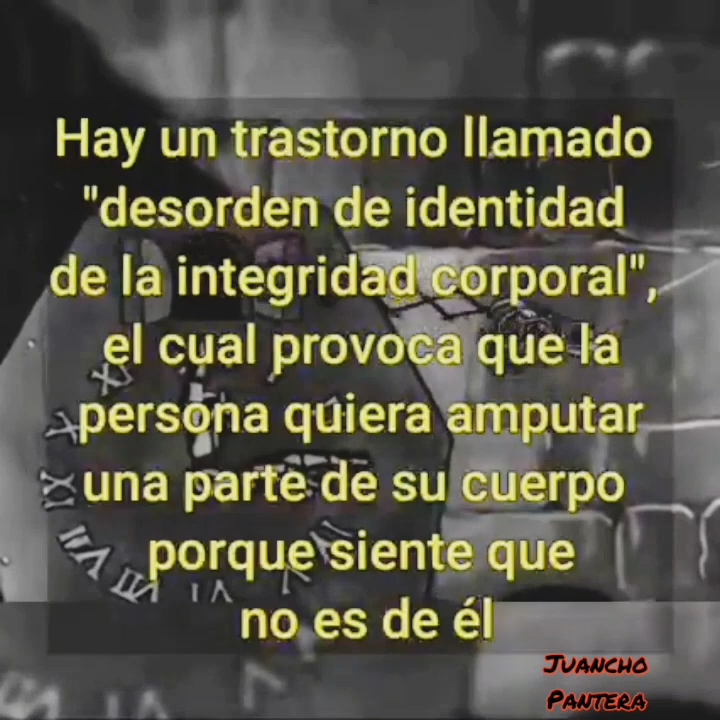 Hay un trastorno llamado
"desorden de identidad
de la integridad corporal",
el cual provoca que la
persona quiera amputar
una parte de su cuerpo
porque siente que
no es de él
Juancho
Pantera